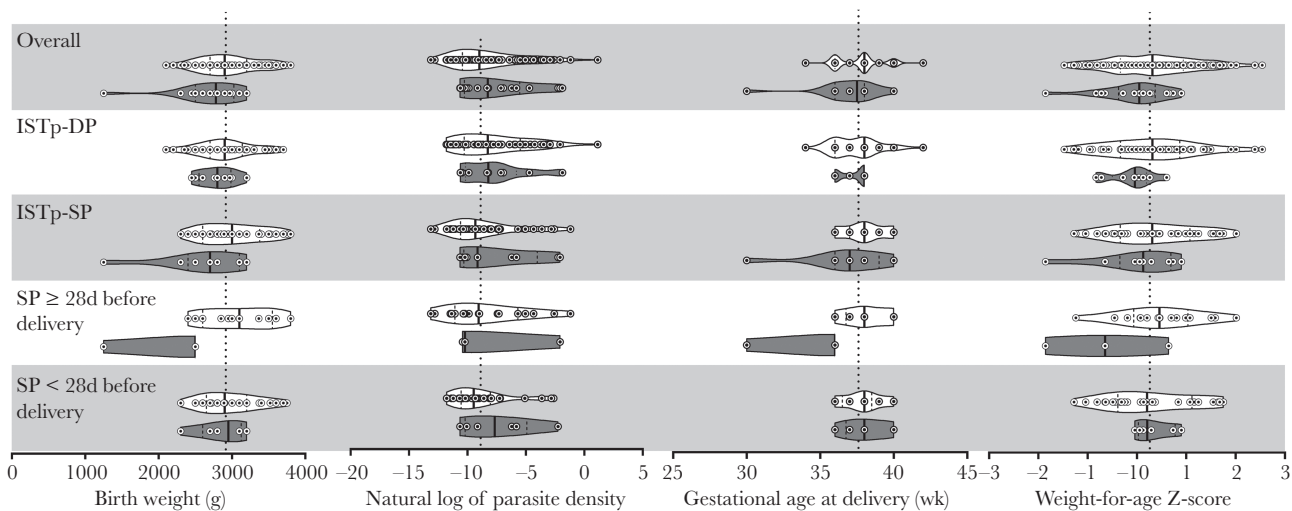 Overall
ISTp-DP
ISTp-SP
SP ≥ 28d before
delivery
SP < 28d before
delivery
0 1000 2000 3000 4000 −20 −15 −10 −5 0 5 25 30 35 40 45 −3 −2 −10 0 1 2 3
Birth weight (g) Natural log of parasite density Gestational age at delivery (wk) Weight-for-age Z-score